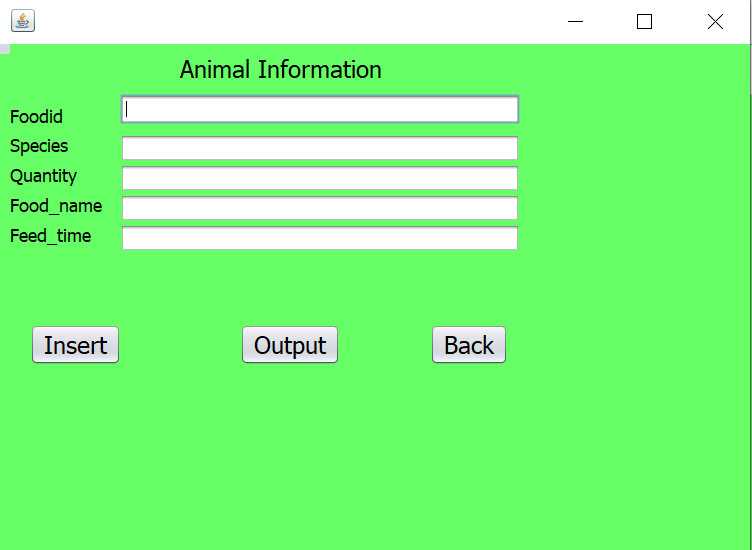 Animal Information
Foodid
Species
Quantity
Food_name
Feed_time
Insert Output Back